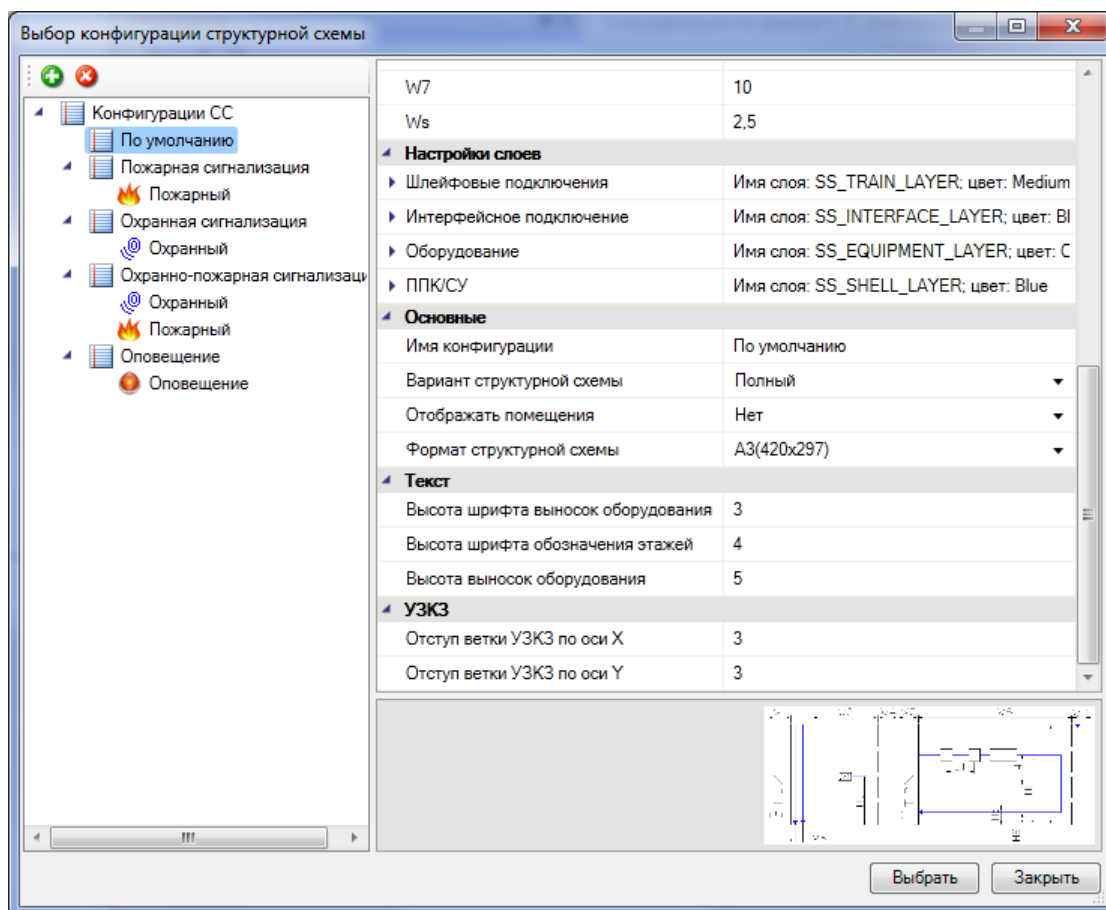 Выбор конфигурации структурной схемы
Конфигурации СС
По умолчанию
Пожарная сигнализация
Пожарный
Охранная сигнализация
Охранный
Охранно-пожарная сигнализаци
Охранный
Пожарный
Оповещение
Оповещение
W7 10
Ws 2,5
Настройки слоев
Шлейфовые подключения Имя слоя: SS_TRAIN_LAYER; цвет: Medium
Интерфейсное подключение Имя слоя: SS_INTERFACE_LAYER; цвет: Bl
Оборудование Имя слоя: SS_EQUIPMENT_LAYER; цвет: C
ППК/СУ Имя слоя: SS_SHELL_LAYER; цвет: Blue
Основные
Имя конфигурации По умолчанию
Вариант структурной схемы Полный
Отображать помещения Нет
Формат структурной схемы A3(420x297)
Текст
Высота шрифта выносок оборудования 3
Высота шрифта обозначения этажей 4
Высота выносок оборудования 5
УЗКЗ
Отступ ветки УЗКЗ по оси X 3
Отступ ветки УЗКЗ по оси Y 3
Выбрать Закрыть